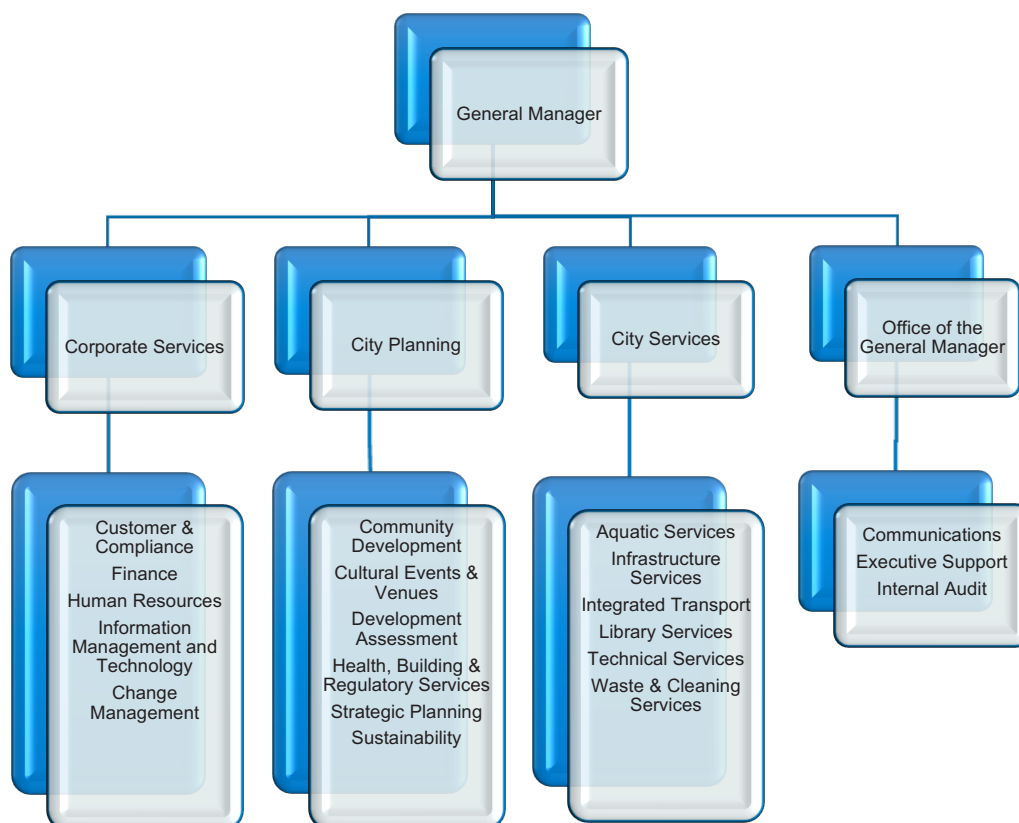 General Manager
Corporate Services
City Planning
City Services
Office of the
General Manager
Customer &
Compliance
Finance
Human Resources
Information
Management and
Technology
Change
Management
Community
Development
Cultural Events &
Venues
Development
Assessment
Health, Building &
Regulatory Services
Strategic Planning
Sustainability
Aquatic Services
Infrastructure
Services
Integrated Transport
Library Services
Technical Services
Waste & Cleaning
Services
Communications
Executive Support
Internal Audit